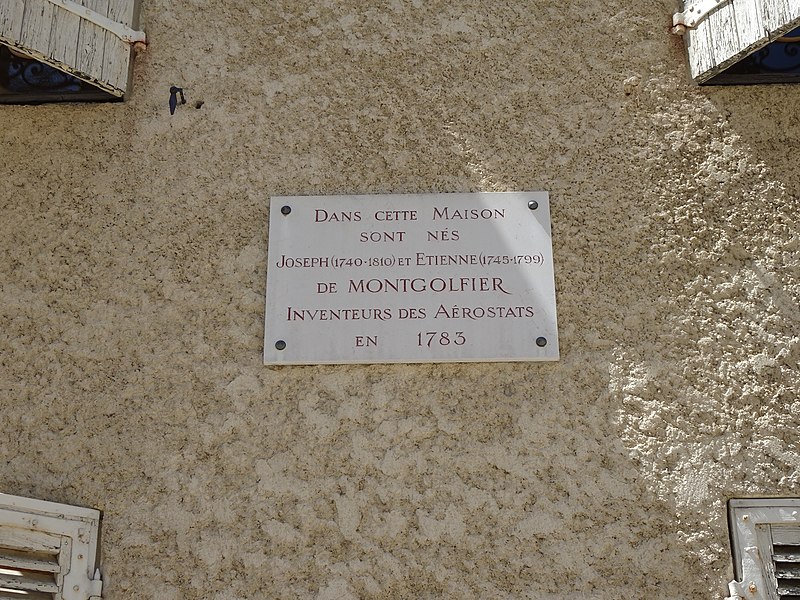 Dans cette Maison
sont nés
Joseph (1740-1810) et Etienne (1745-1799)
de MONTGOLFIER
Inventeurs des Aérostats
en 1783